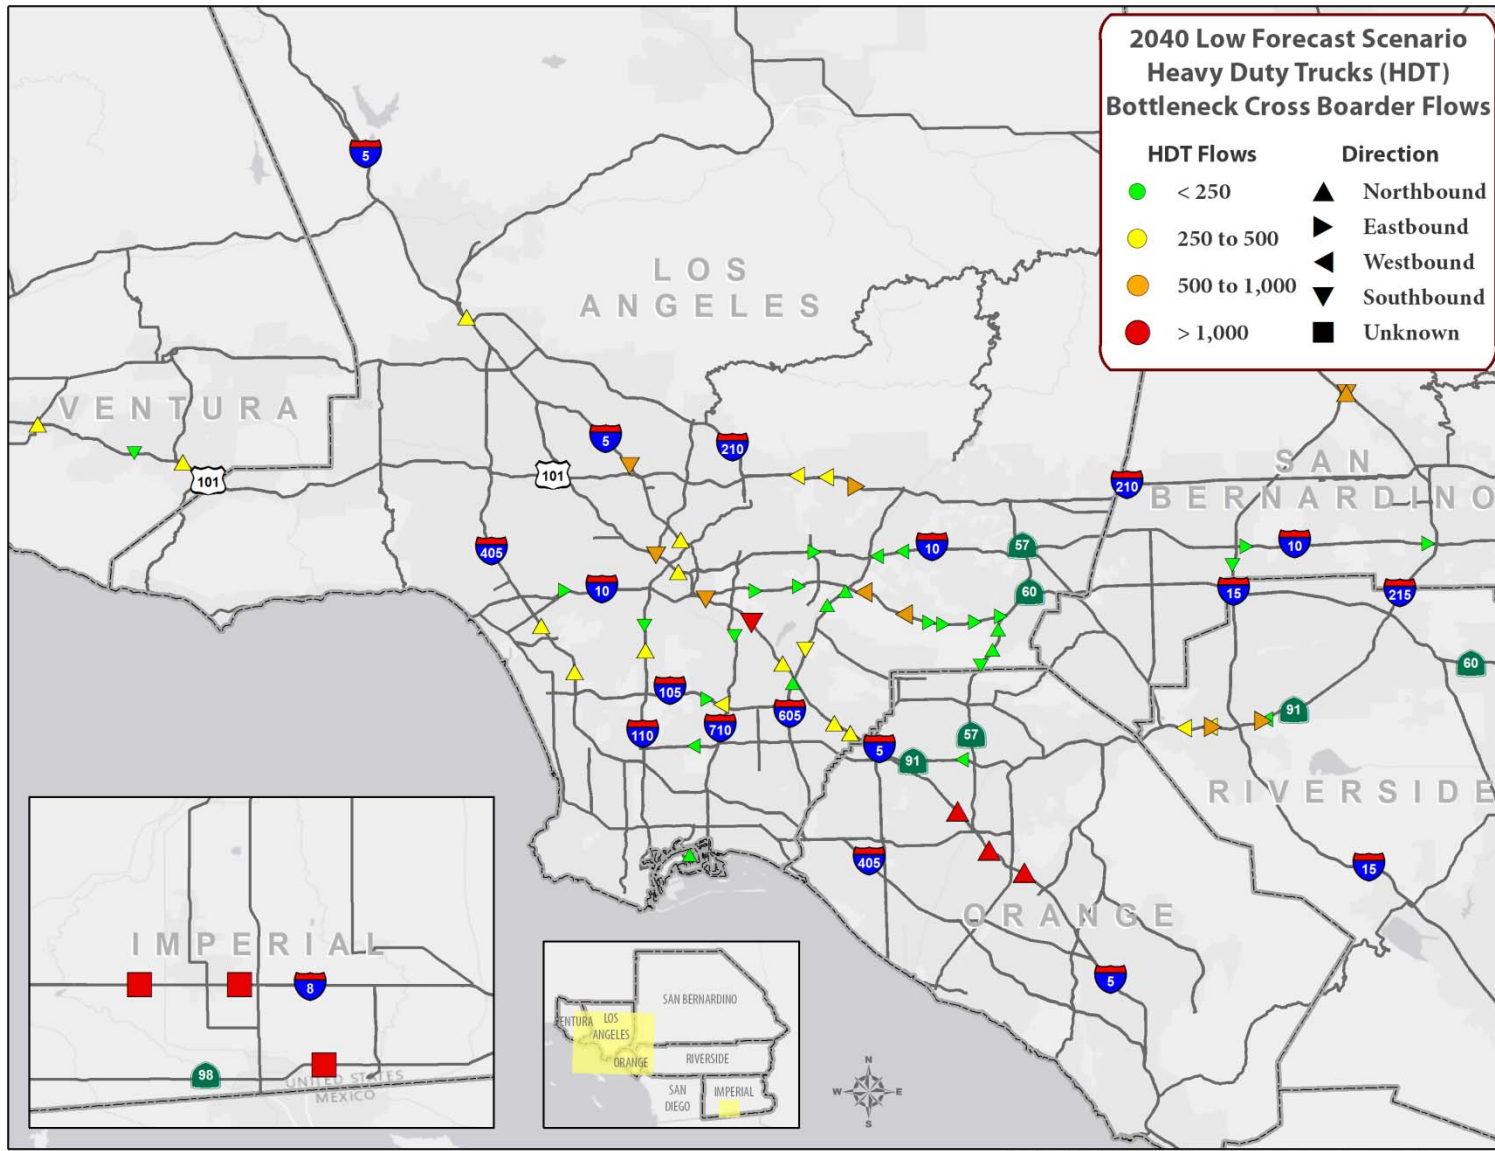 2040 Low Forecast Scenario
Heavy Duty Trucks (HDT)
Bottleneck Cross Boarder Flows
HDT Flows
Direction
< 250
Northbound
250 to 500
Eastbound
500 to 1,000
Westbound
> 1,000
Southbound
Unknown
5
LOS
ANGELES
VENTURA
5
210
101
101
SAN
BERNARDINO
210
405
10
57
10
10
60
15
215
60
105
110
710
605
91
57
5
91
RIVERSIDE
405
15
ORANGE
5
IMPERIAL
8
98
UNITED STATES
MEXICO
SAN BERNARDINO
ENTURA
LOS
ANGELES
ORANGE
RIVERSIDE
SAN
DIEGO
IMPERIAL
N
W
E
S